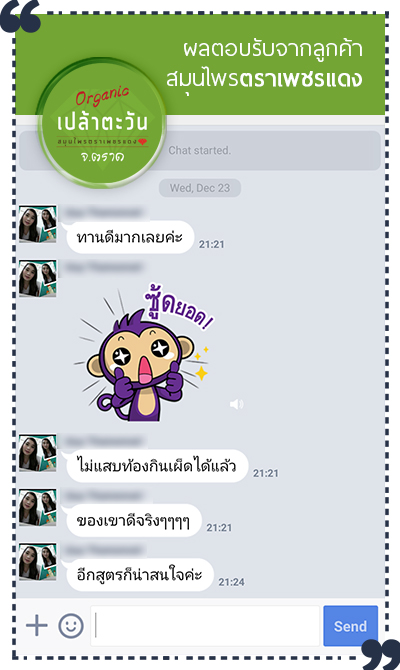 ผลตอบรับจากลูกค้า
สมุนไพรตราเพชรแดง
Organic
เปล้าตะวัน
สมุนไพรตราเพชรแดง
จ.ตราด
Chat started.
Wed, Dec 23
ทานดีมากเลยค่ะ
21:21
ซู้ดยอด!
ไม่แสบท้องกินเผ็ดได้แล้ว
21:21
ของเขาดีจริงๆๆๆๆ
21:21
อีกสูตรก็น่าสนใจค่ะ
21:24
Send